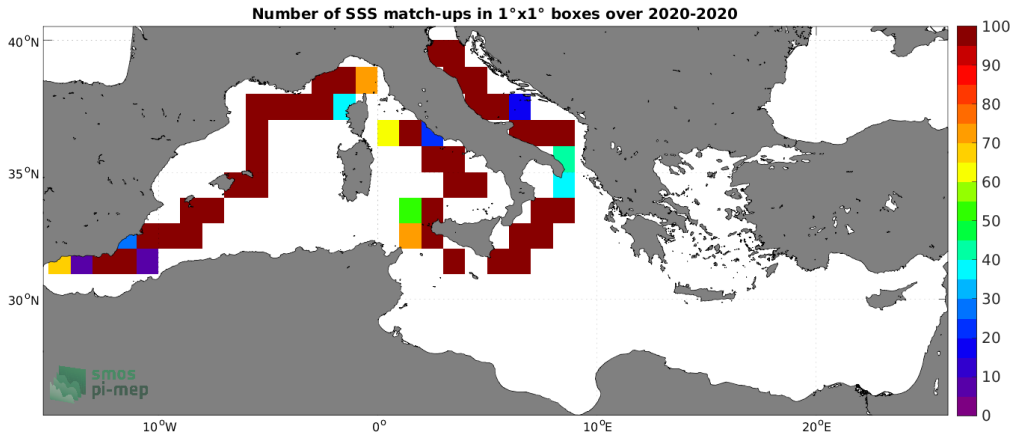 Number of SSS match-ups in 1°x1° boxes over 2020-2020
40°N
35°N
30°N
10°W
0°
10°E
20°E
100
90
80
70
60
50
40
30
20
10
0
smos
pi-mep